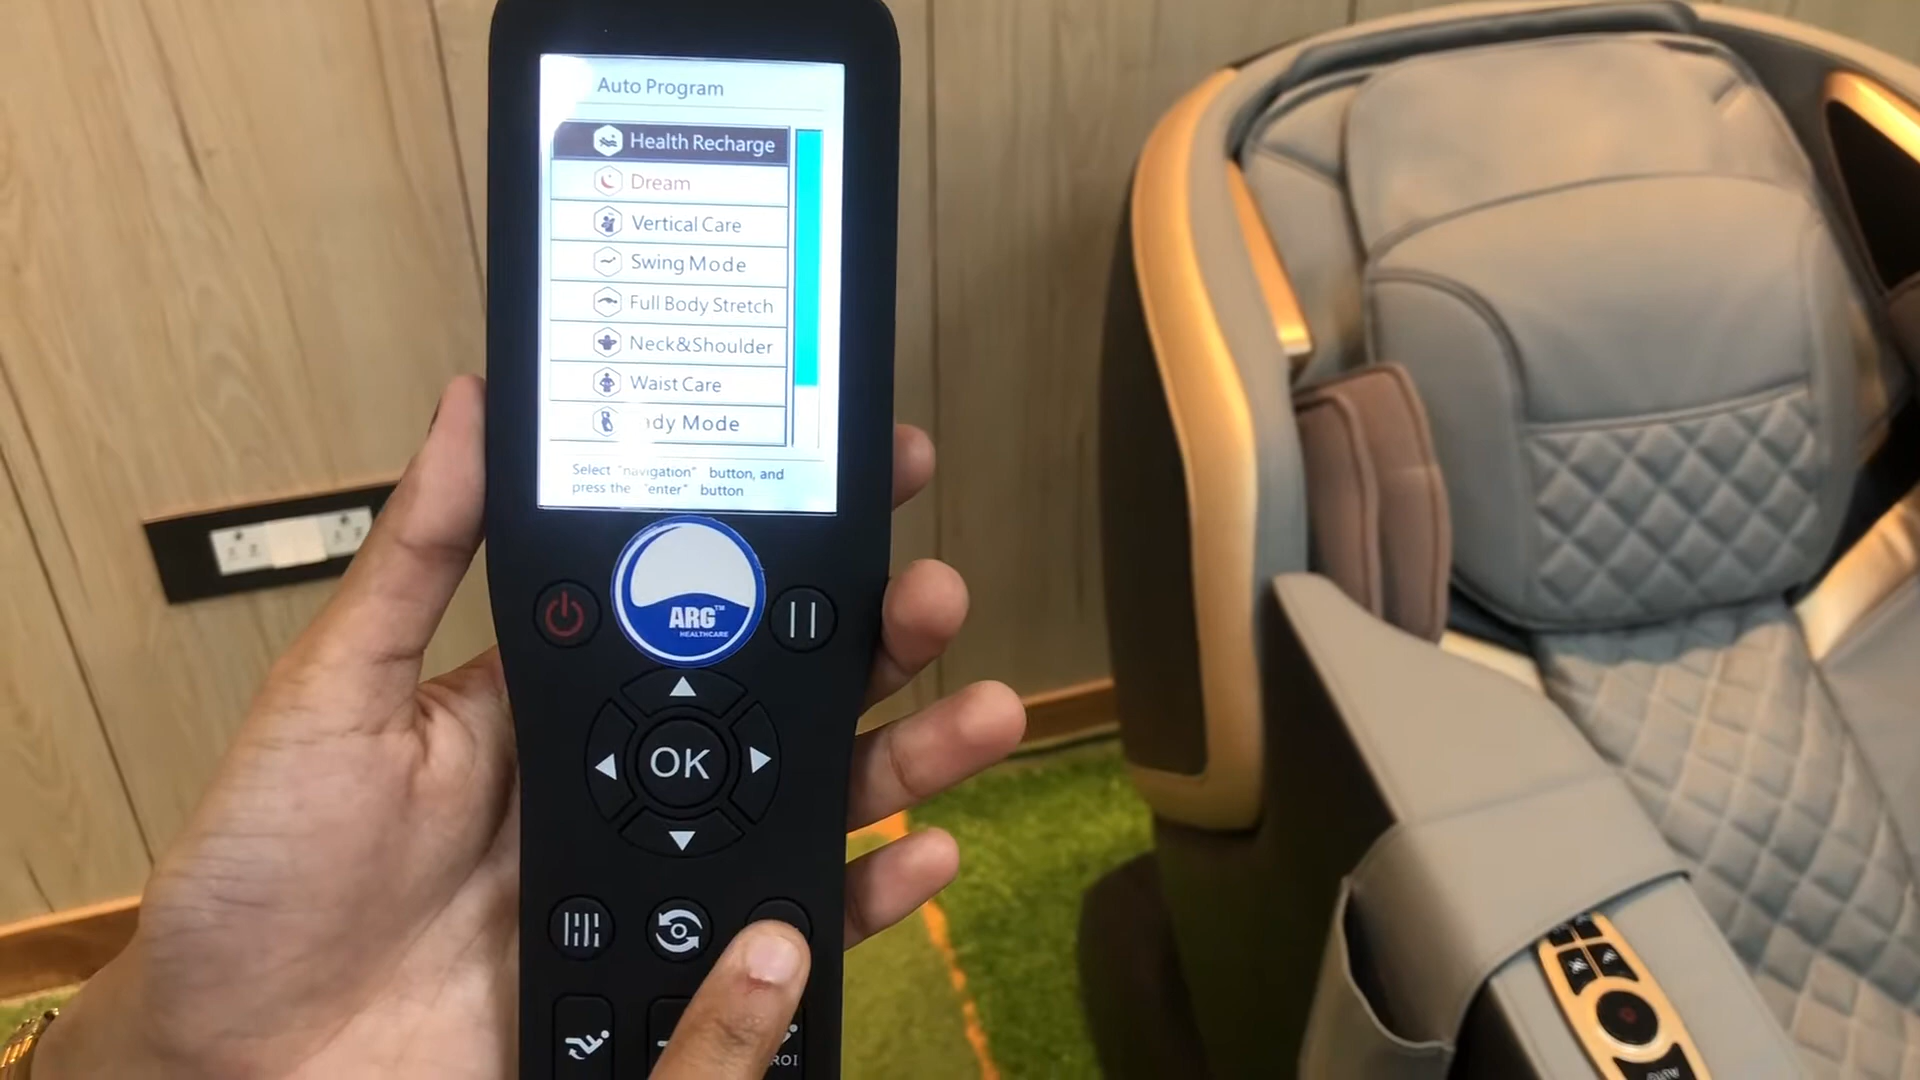 Auto Program
Health Recharge
Dream
Vertical Care
Swing Mode
Full Body Stretch
Neck&Shoulder
Waist Care
Mode
Select "navigation" button, and
press the "enter" button
ARG™
HEALTHCARE
OK